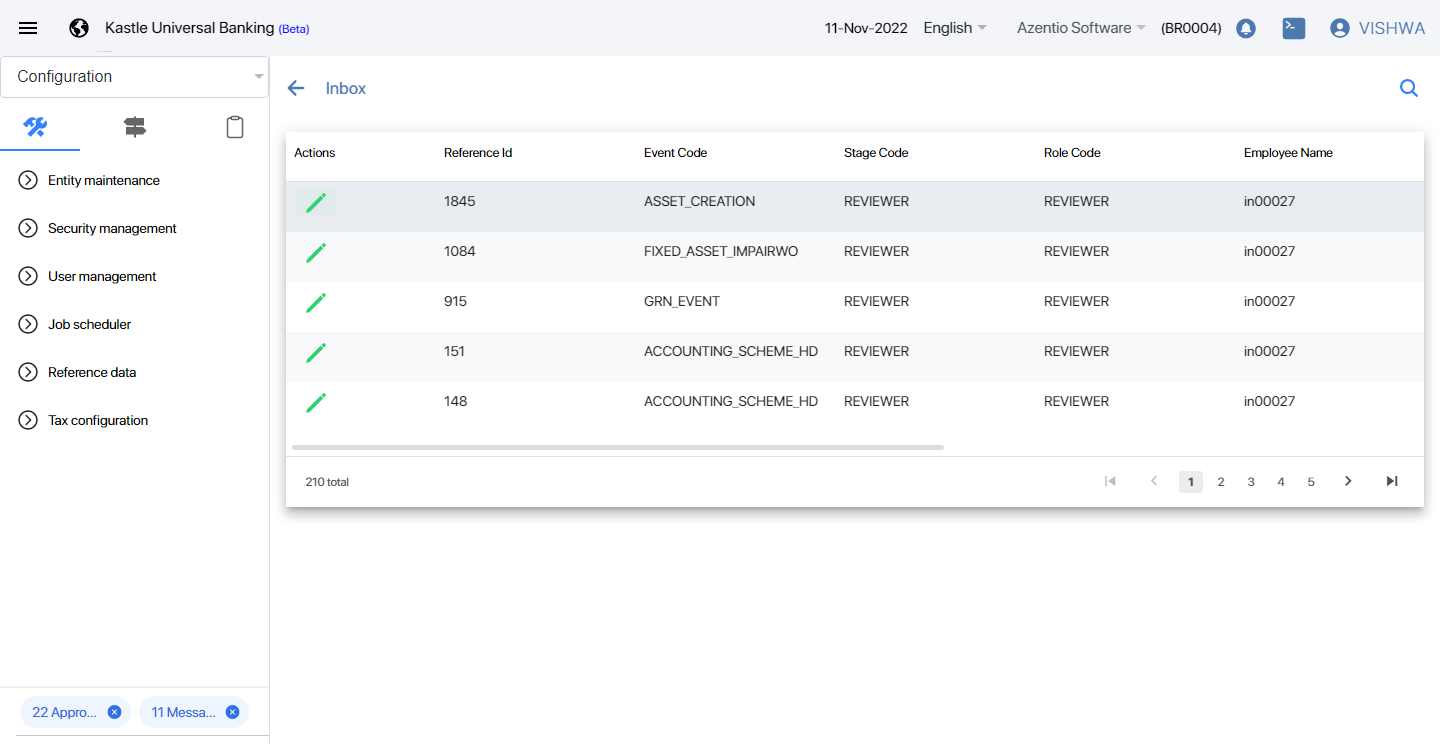 Kastle Universal Banking (Beta) 11-Nov-2022 English Azentio Software (BR0004) VISHWA
Configuration
Entity maintenance
Security management
User management
Job scheduler
Reference data
Tax configuration
22 Appro... 11 Messa...
Inbox
Actions Reference Id Event Code Stage Code Role Code Employee Name
1845 ASSET_CREATION REVIEWER REVIEWER in00027
1084 FIXED_ASSET_IMPAIRWO REVIEWER REVIEWER in00027
915 GRN_EVENT REVIEWER REVIEWER in00027
151 ACCOUNTING_SCHEME_HD REVIEWER REVIEWER in00027
148 ACCOUNTING_SCHEME_HD REVIEWER REVIEWER in00027
210 total 1 2 3 4 5